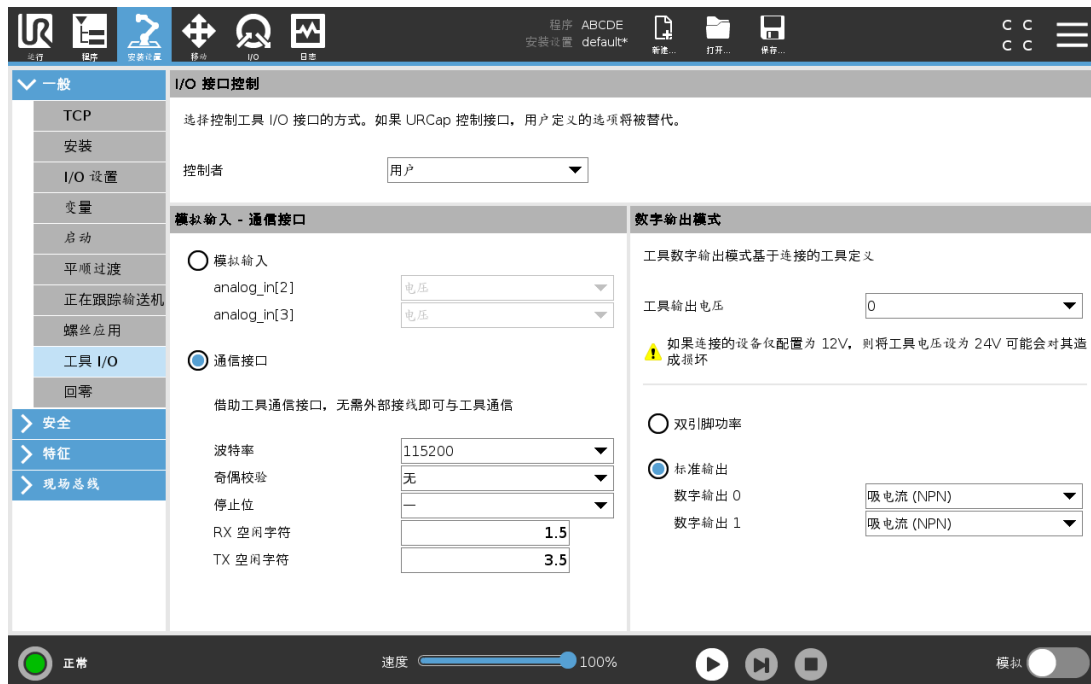 程序 ABCDE
安装设置 default*
运行 程序 安装设置 移动 I/O 日志 新建... 打开... 保存...
C C
C C
一般
TCP
安装
I/O 设置
变量
启动
平顺过渡
正在跟踪输送机
螺丝应用
工具 I/O
回零
安全
特征
现场总线
I/O 接口控制
选择控制工具 I/O 接口的方式。如果 URCap 控制接口，用户定义的选项将被替代。
控制者 用户
模拟输入 - 通信接口
模拟输入
analog_in[2] 电压
analog_in[3] 电压
通信接口
借助工具通信接口，无需外部接线即可与工具通信
波特率 115200
奇偶校验 无
停止位 一
RX 空闲字符 1.5
TX 空闲字符 3.5
数字输出模式
工具数字输出模式基于连接的工具定义
工具输出电压 0
如果连接的设备仅配置为 12V，则将工具电压设为 24V 可能会对其造
成损坏
双引脚功率
标准输出
数字输出 0 吸电流 (NPN)
数字输出 1 吸电流 (NPN)
正常
速度 100%
模拟